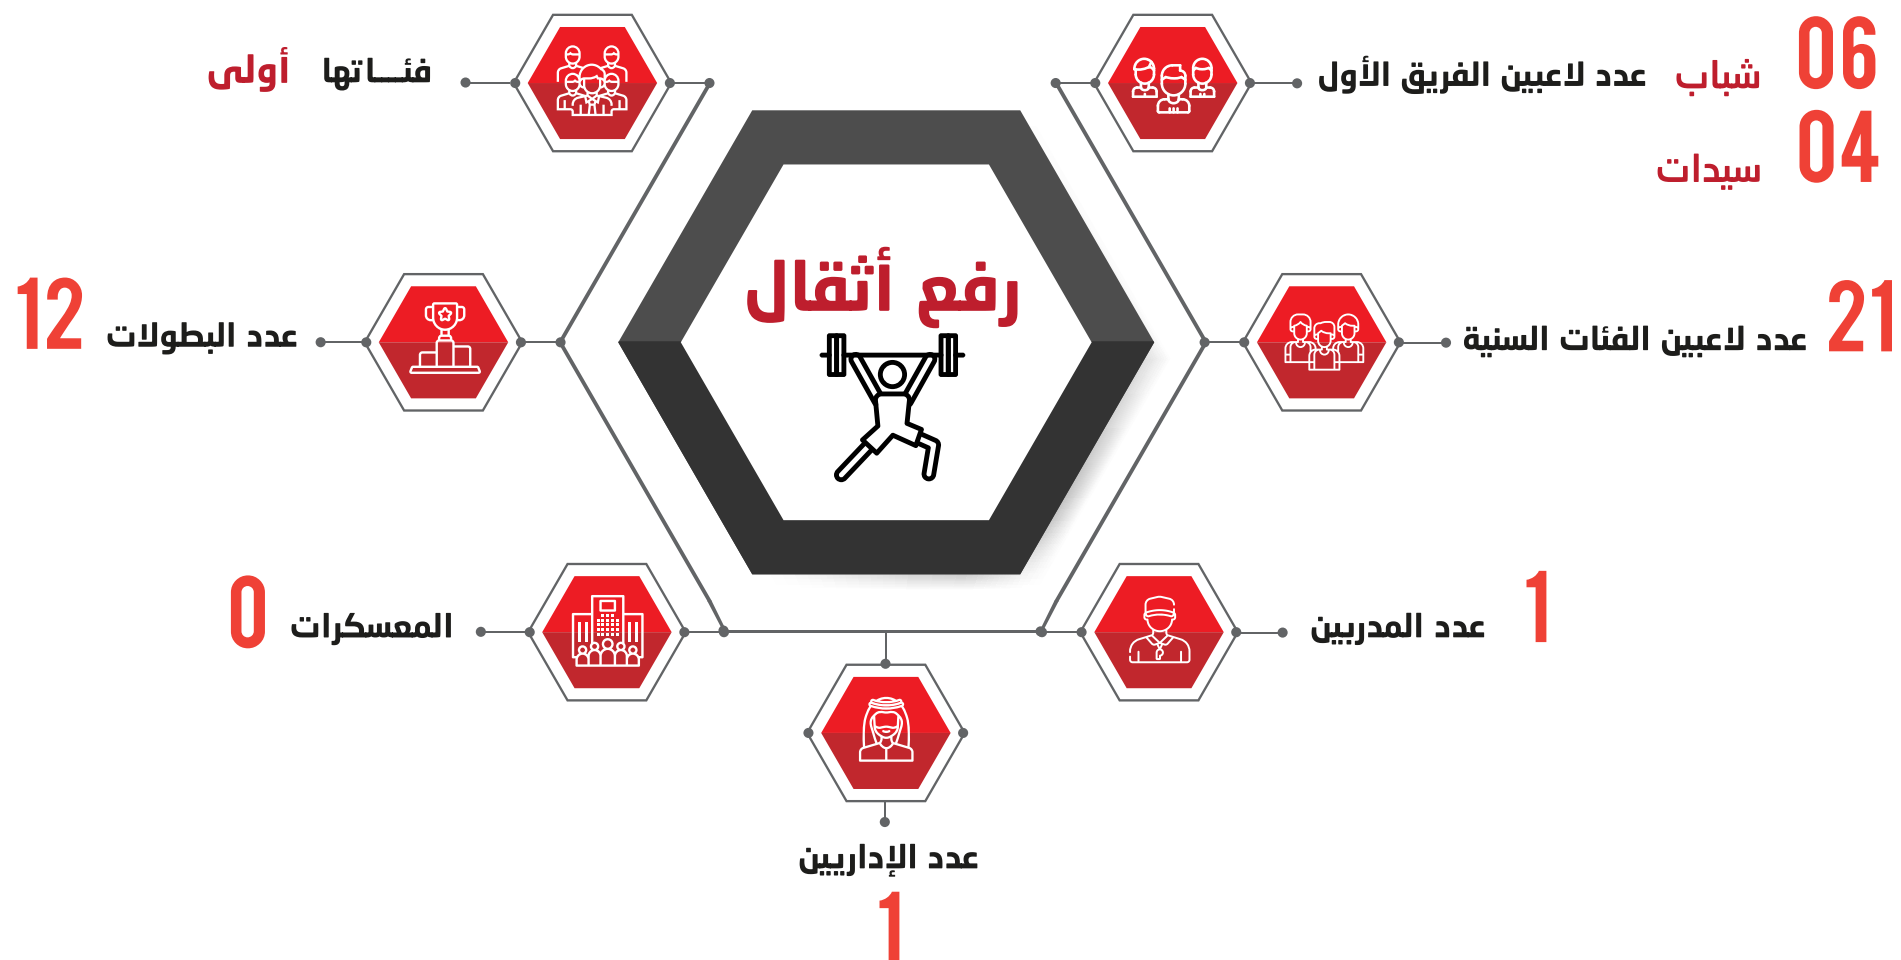 عدد لاعبين الفريق الأول شباب 06
سيدات 04
فئـــاتها أولى
رفع أثقال
عدد لاعبين الفئات السنية 21
عدد البطولات 12
عدد المدربين 1
المعسكرات 0
عدد الإداريين
1